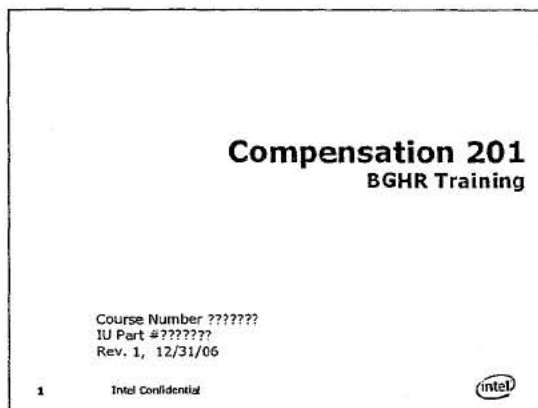 Compensation 201
BGHR Training
Course Number ???????
IU Part #???????
Rev. 1, 12/31/06
1 Intel Confidential
intel